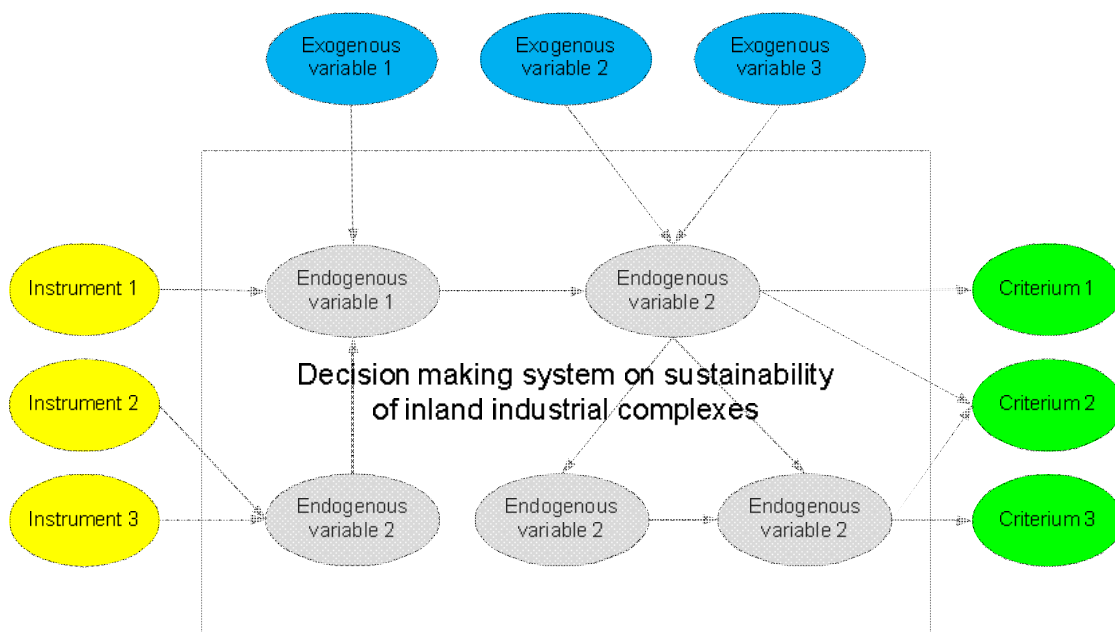 Exogenous
variable 1
Exogenous
variable 2
Exogenous
variable 3
Instrument 1
Endogenous
variable 1
Endogenous
variable 2
Criterium 1
Decision making system on sustainability
of inland industrial complexes
Instrument 2
Criterium 2
Instrument 3
Endogenous
variable 2
Endogenous
variable 2
Endogenous
variable 2
Criterium 3